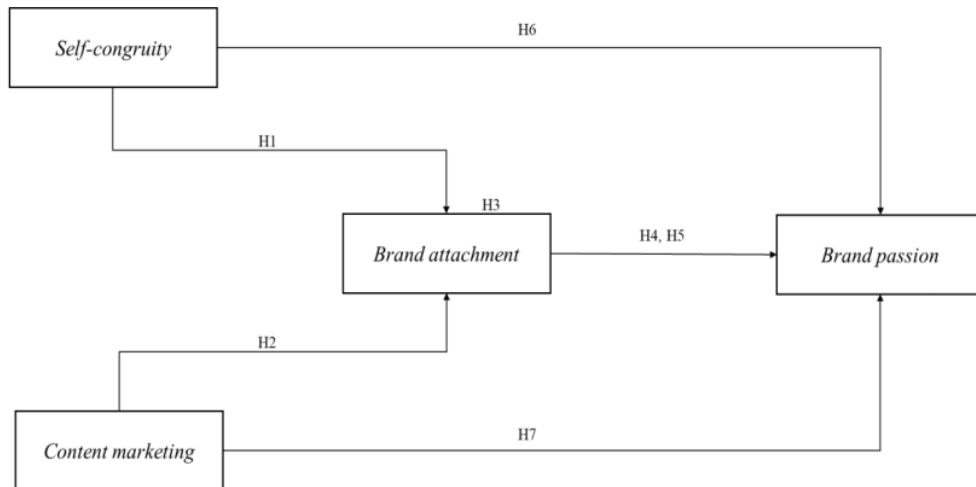 Self-congruity
H6
H1
H3
Brand attachment
H4, H5
Brand passion
H2
Content marketing
H7